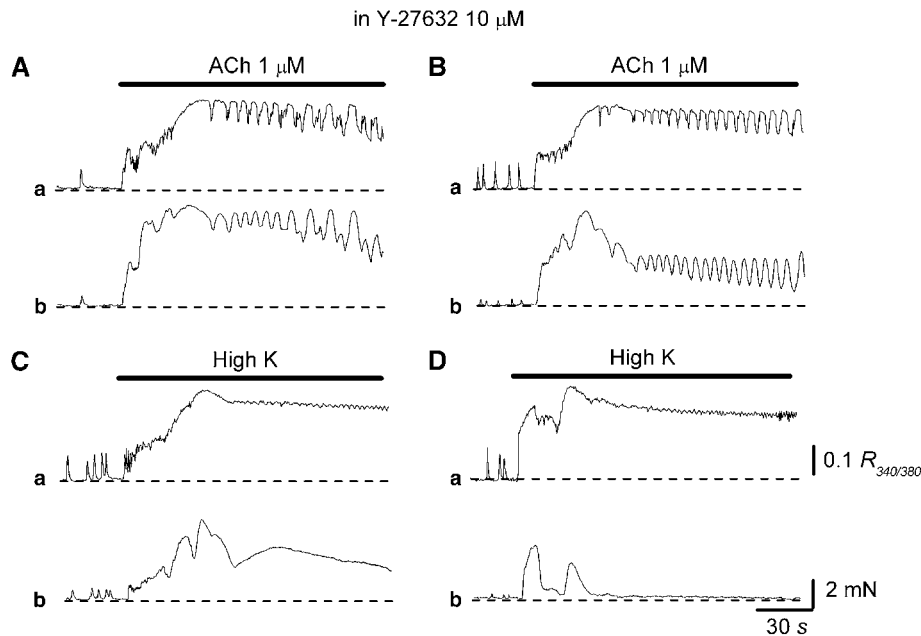 in Y-27632 10 μM
A
ACh 1 μM
a
b
B
ACh 1 μM
a
b
C
High K
a
b
D
High K
a
b
0.1 R340/380
2 mN
30 s